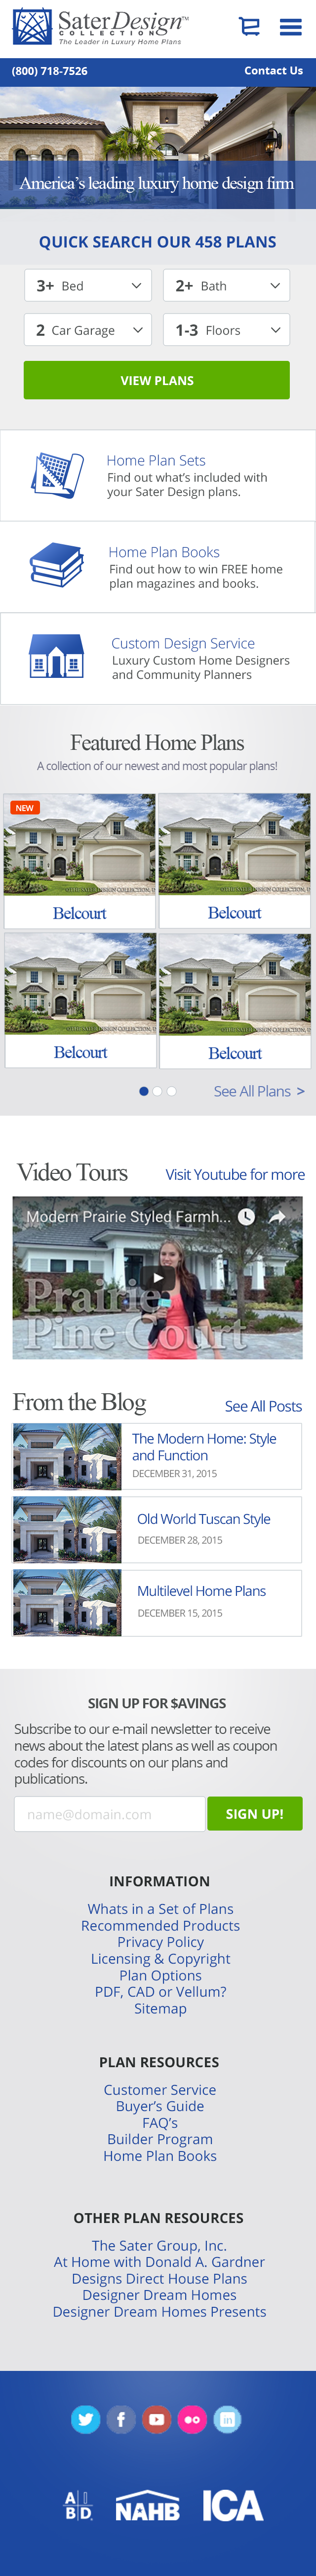 Sater Design™
COLLECTION
The Leader in Luxury Home Plans
(800) 718-7526 Contact Us
America's leading luxury home design firm
QUICK SEARCH OUR 458 PLANS
3+ Bed 2+ Bath
2 Car Garage 1-3 Floors
VIEW PLANS
Home Plan Sets
Find out what's included with
your Sater Design plans.
Home Plan Books
Find out how to win FREE home
plan magazines and books.
Custom Design Service
Luxury Custom Home Designers
and Community Planners
Featured Home Plans
A collection of our newest and most popular plans!
NEW
Belcourt Belcourt
Belcourt Belcourt
See All Plans >
Video Tours Visit Youtube for more
Modern Prairie Styled Farmh...
Prairie
Pine Court
From the Blog See All Posts
The Modern Home: Style
and Function
DECEMBER 31, 2015
Old World Tuscan Style
DECEMBER 28, 2015
Multilevel Home Plans
DECEMBER 15, 2015
SIGN UP FOR $AVINGS
Subscribe to our e-mail newsletter to receive
news about the latest plans as well as coupon
codes for discounts on our plans and
publications.
name@domain.com SIGN UP!
INFORMATION
Whats in a Set of Plans
Recommended Products
Privacy Policy
Licensing & Copyright
Plan Options
PDF, CAD or Vellum?
Sitemap
PLAN RESOURCES
Customer Service
Buyer's Guide
FAQ's
Builder Program
Home Plan Books
OTHER PLAN RESOURCES
The Sater Group, Inc.
At Home with Donald A. Gardner
Designs Direct House Plans
Designer Dream Homes
Designer Dream Homes Presents
AIBD NAHB ICA